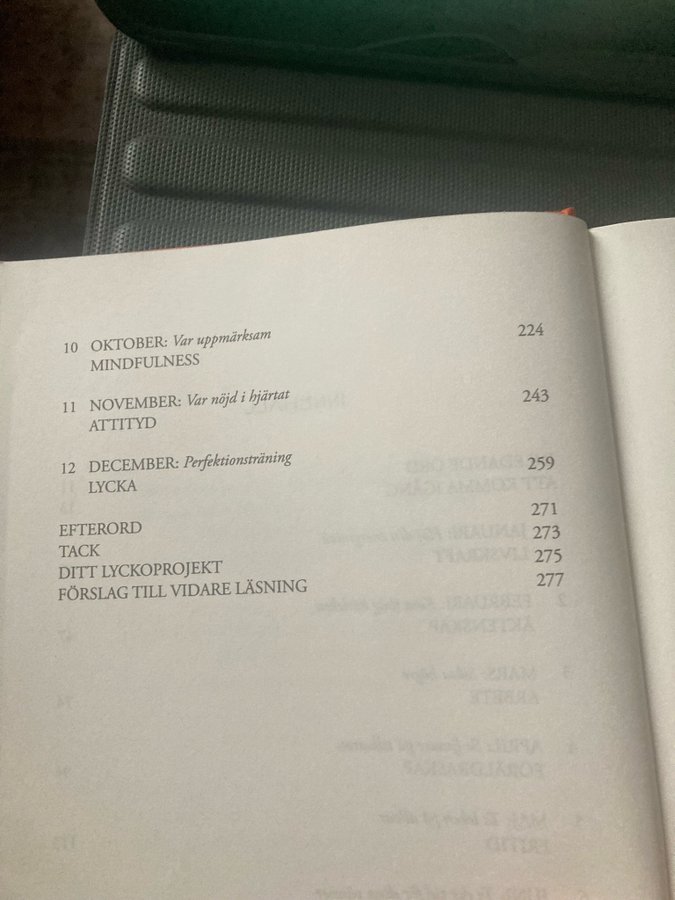 10 OKTOBER: Var uppmärksam 224
MINDFULNESS
11 NOVEMBER: Var nöjd i hjärtat 243
ATTITYD
12 DECEMBER: Perfektionsträning 259
LYCKA
EFTERORD 271
TACK 273
DITT LYCKOPROJEKT 275
FÖRSLAG TILL VIDARE LÄSNING 277